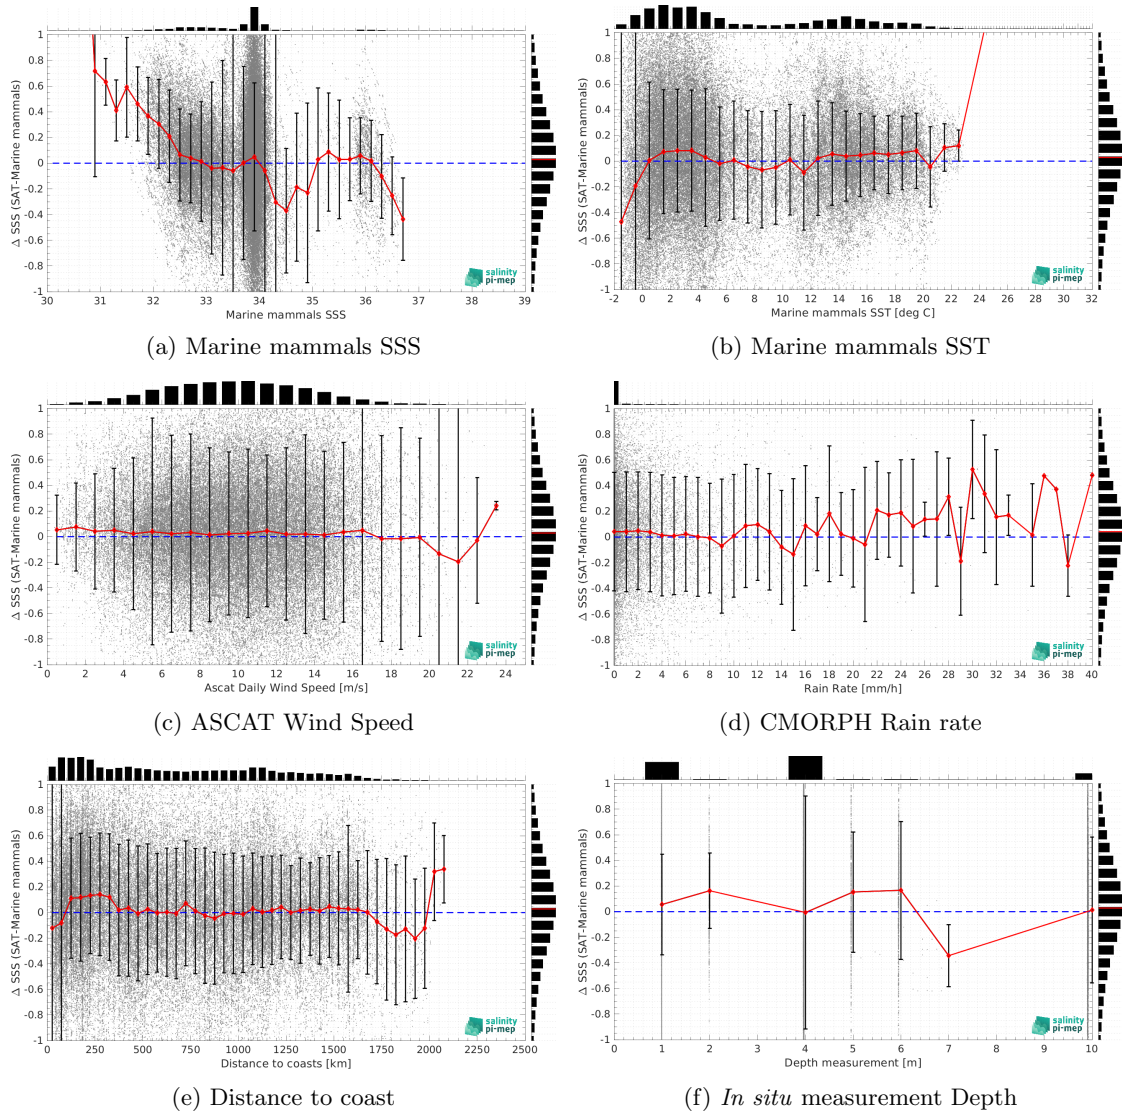 1
0.8
0.6
0.4
0.2
0
-0.2
-0.4
-0.6
-0.8
-1
Δ SSS (SAT-Marine mammals)
30 31 32 33 34 35 36 37 38 39
Marine mammals SSS
salinity
pi-mep
(a) Marine mammals SSS
1
0.8
0.6
0.4
0.2
0
-0.2
-0.4
-0.6
-0.8
-1
Δ SSS (SAT-Marine mammals)
-2 0 2 4 6 8 10 12 14 16 18 20 22 24 26 28 30 32
Marine mammals SST [deg C]
salinity
pi-mep
(b) Marine mammals SST
1
0.8
0.6
0.4
0.2
0
-0.2
-0.4
-0.6
-0.8
-1
Δ SSS (SAT-Marine mammals)
0 2 4 6 8 10 12 14 16 18 20 22 24
Ascat Daily Wind Speed [m/s]
salinity
pi-mep
(c) ASCAT Wind Speed
1
0.8
0.6
0.4
0.2
0
-0.2
-0.4
-0.6
-0.8
-1
Δ SSS (SAT-Marine mammals)
0 2 4 6 8 10 12 14 16 18 20 22 24 26 28 30 32 34 36 38 40
Rain Rate [mm/h]
salinity
pi-mep
(d) CMORPH Rain rate
1
0.8
0.6
0.4
0.2
0
-0.2
-0.4
-0.6
-0.8
-1
Δ SSS (SAT-Marine mammals)
0 250 500 750 1000 1250 1500 1750 2000 2250 2500
Distance to coasts [km]
salinity
pi-mep
(e) Distance to coast
1
0.8
0.6
0.4
0.2
0
-0.2
-0.4
-0.6
-0.8
-1
Δ SSS (SAT-Marine mammals)
0 1 2 3 4 5 6 7 8 9 10
Depth measurement [m]
salinity
pi-mep
(f) In situ measurement Depth